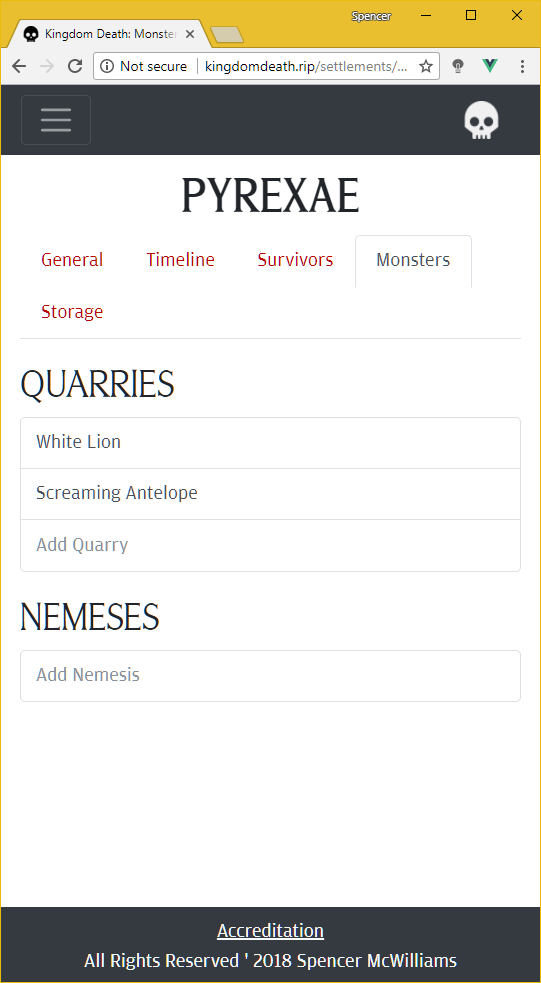 Spencer
Kingdom Death: Monster
Not secure kingdomdeath.rip/settlements/...
PYREXAE
General Timeline Survivors Monsters
Storage
QUARRIES
White Lion
Screaming Antelope
Add Quarry
NEMESES
Add Nemesis
Accreditation
All Rights Reserved ' 2018 Spencer McWilliams